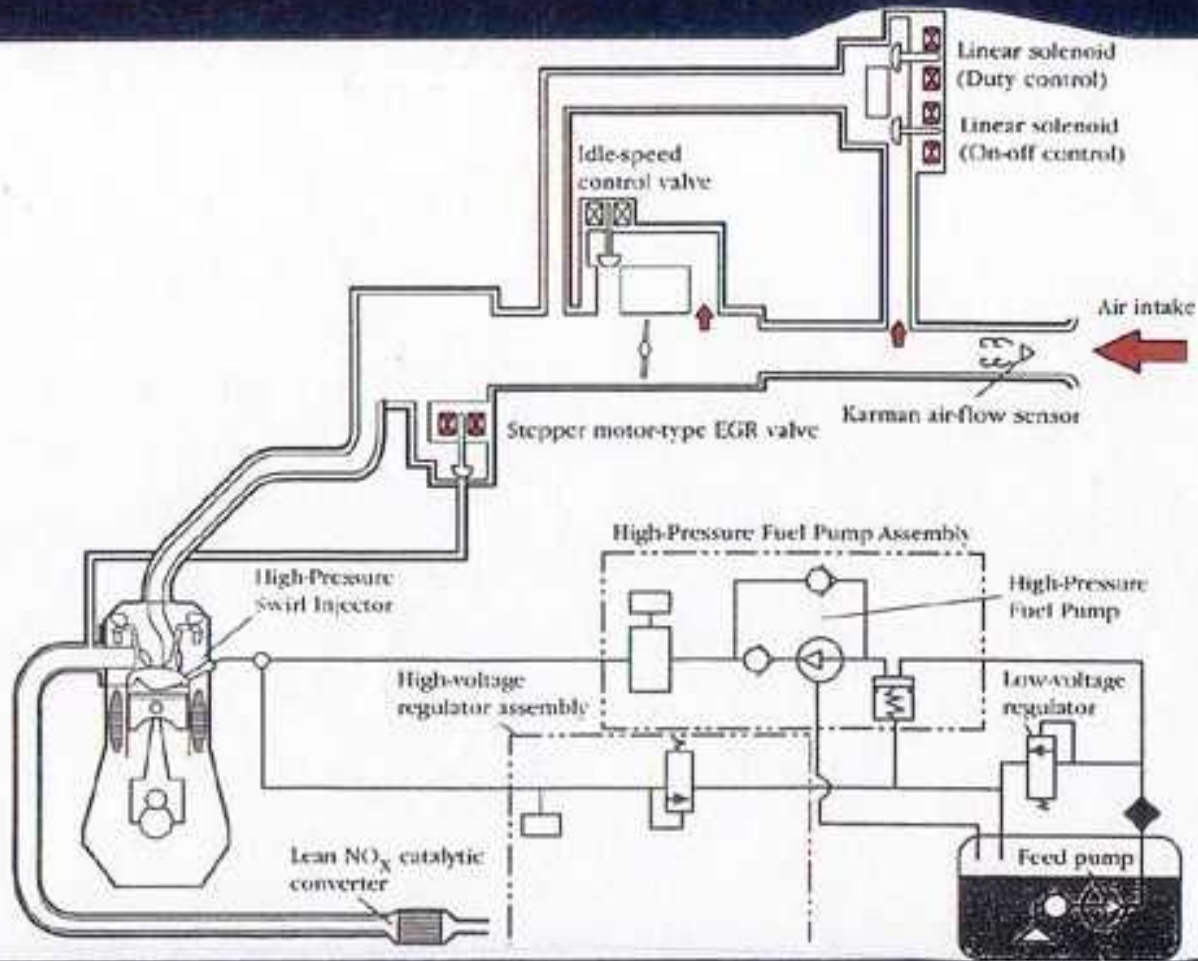 Linear solenoid
(Duty control)
Linear solenoid
(On-off control)
Idle-speed
control valve
Air intake
Karman air-flow sensor
Stepper motor-type EGR valve
High-Pressure Fuel Pump Assembly
High-Pressure
Swirl Injector
High-Pressure
Fuel Pump
High-voltage
regulator assembly
Low-voltage
regulator
Lean NOX catalytic
converter
Feed pump